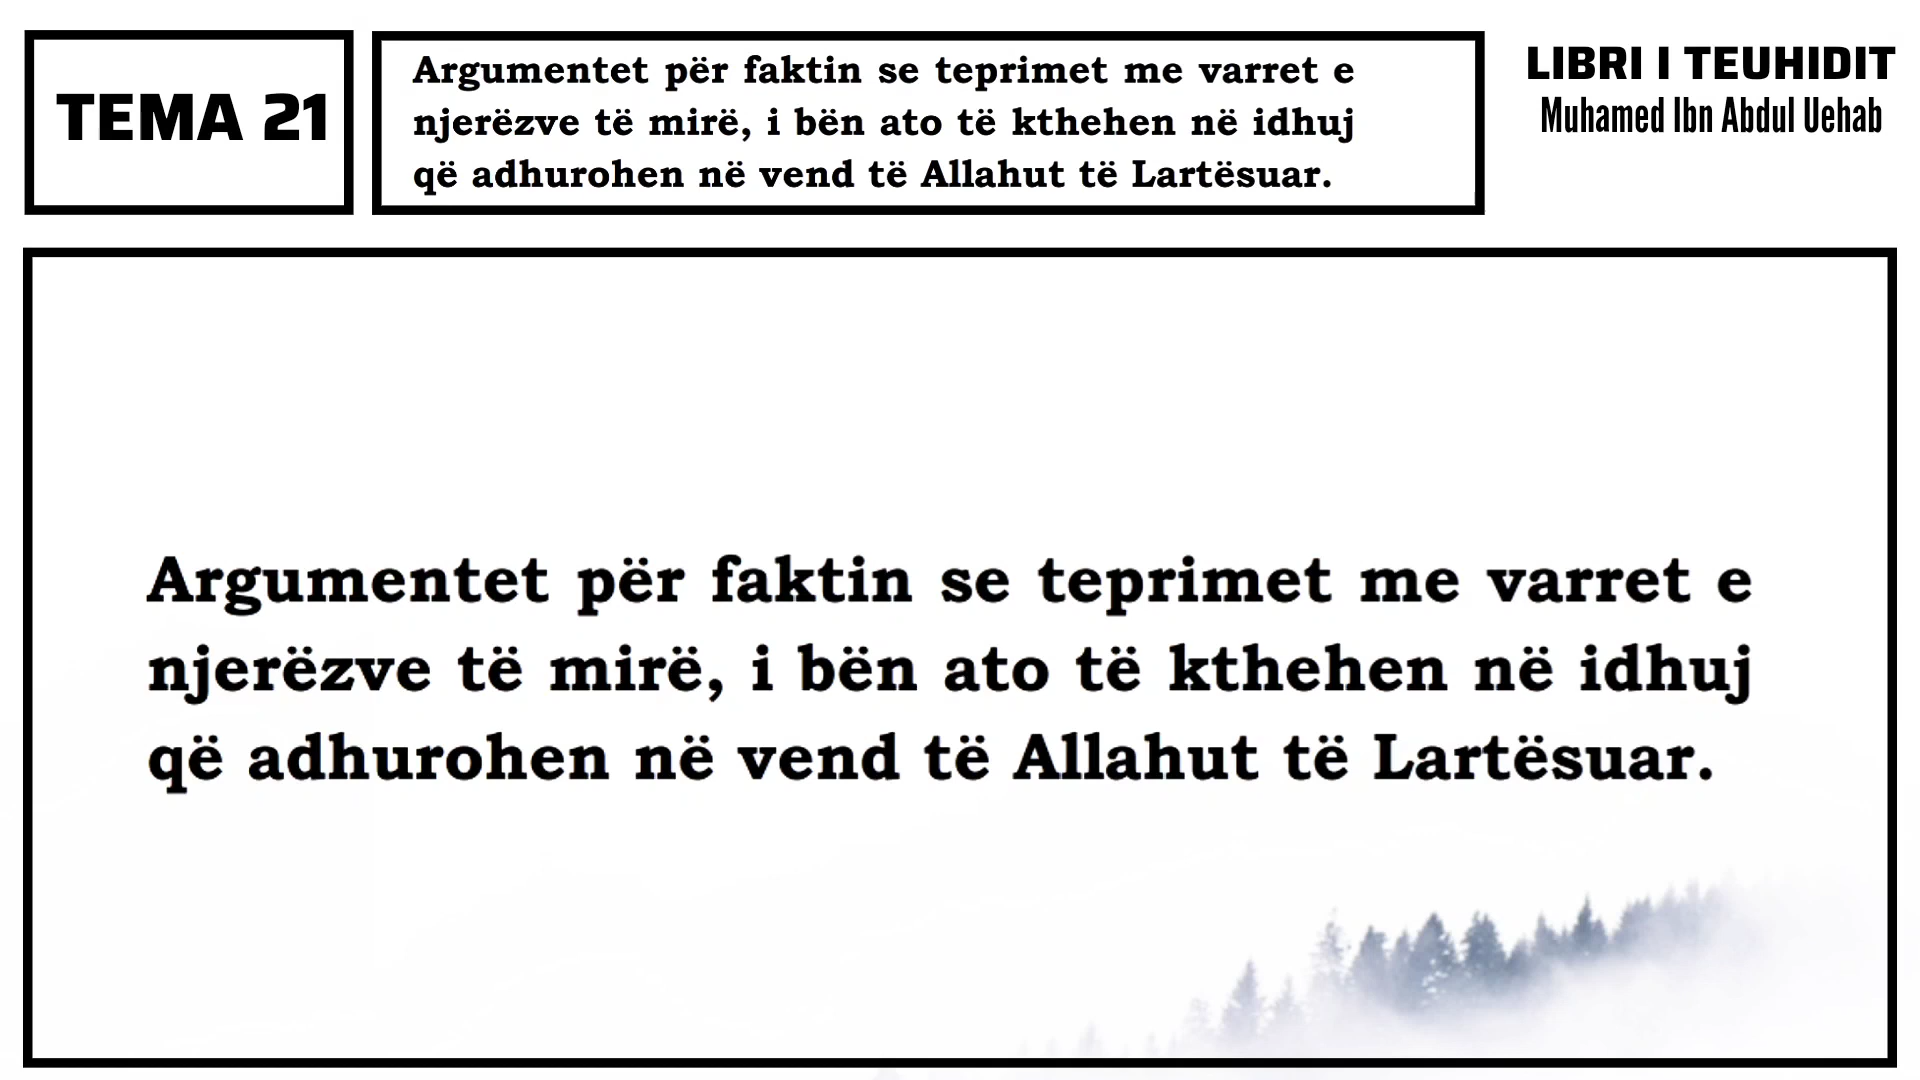 TEMA 21
Argumentet për faktin se teprimet me varret e
njerëzve të mirë, i bën ato të kthehen në idhuj
që adhurohen në vend të Allahut të Lartësuar.
LIBRI I TEUHIDIT
Muhamed Ibn Abdul Uehab
Argumentet për faktin se teprimet me varret e
njerëzve të mirë, i bën ato të kthehen në idhuj
që adhurohen në vend të Allahut të Lartësuar.